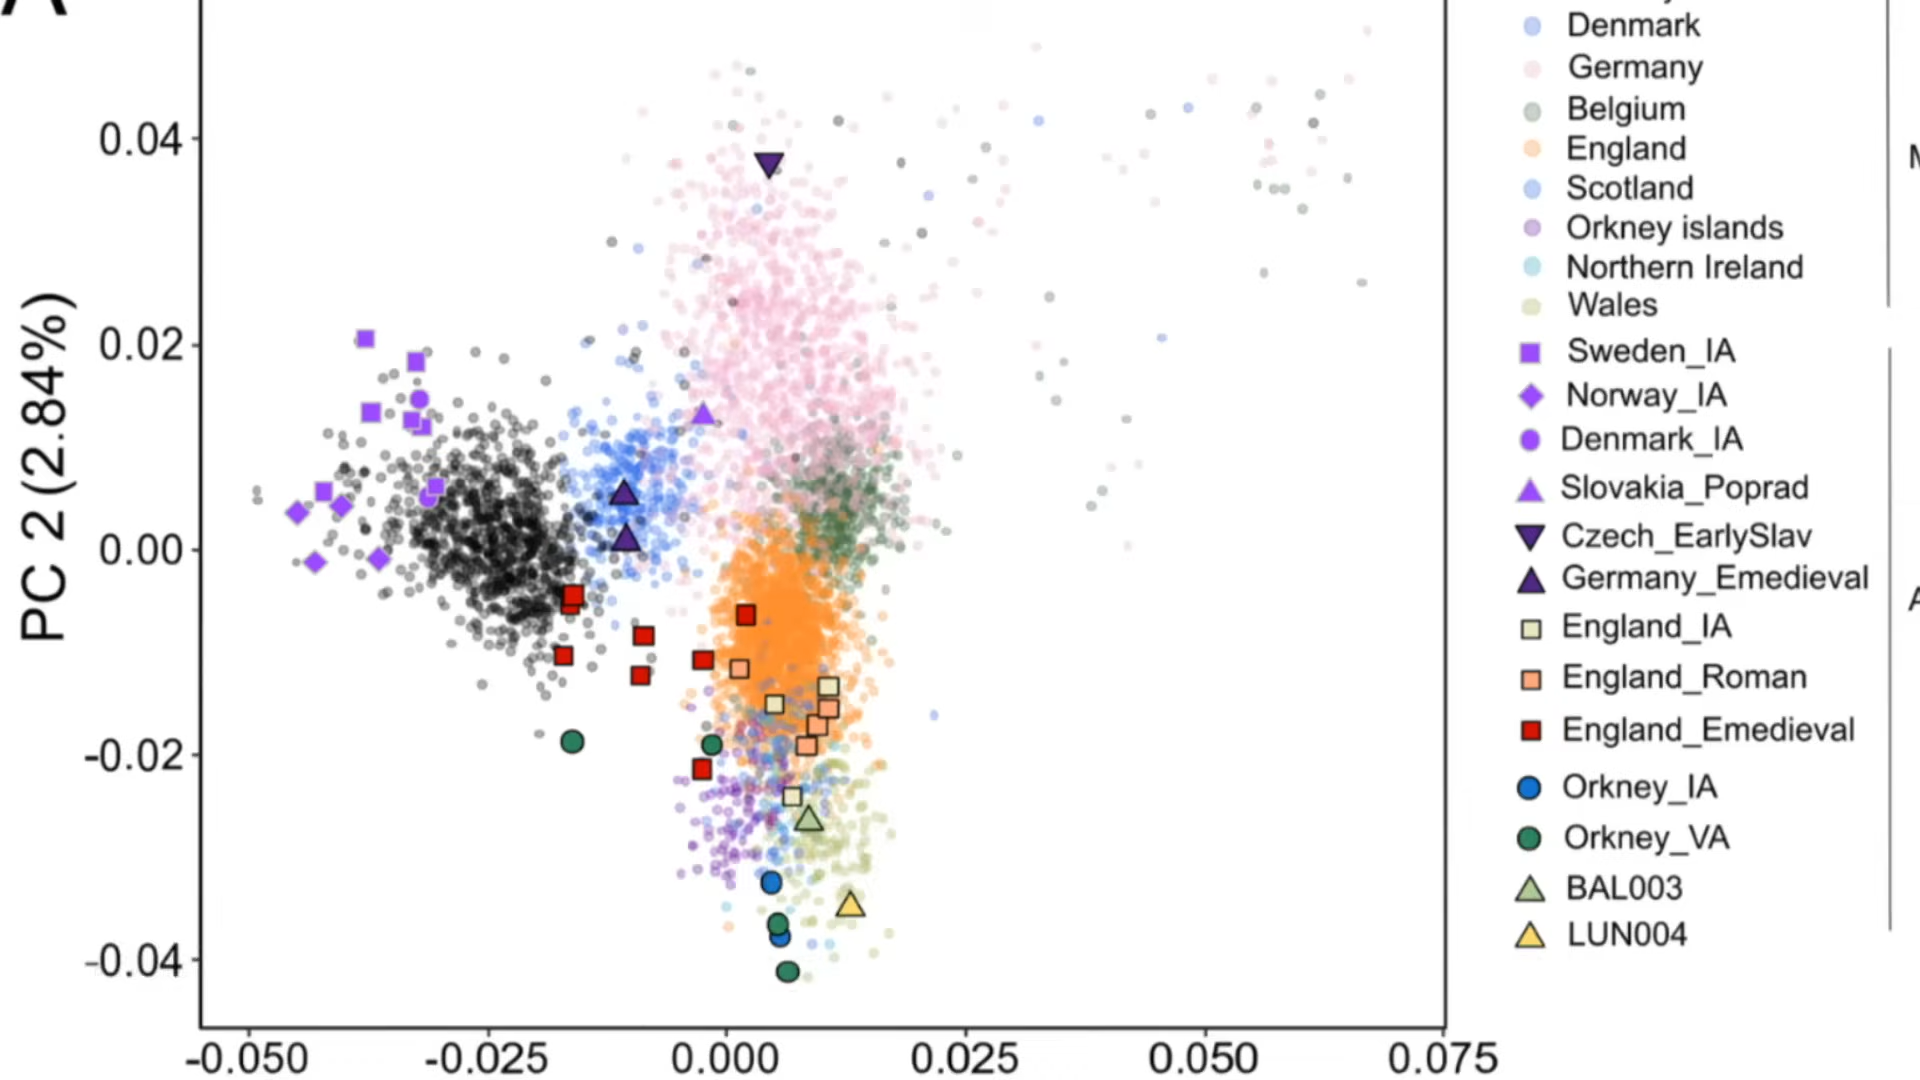 PC 2 (2.84%)
0.04
0.02
0.00
-0.02
-0.04
-0.050
-0.025
0.000
0.025
0.050
0.075
Denmark
Germany
Belgium
England
Scotland
Orkney islands
Northern Ireland
Wales
Sweden_IA
Norway_IA
Denmark_IA
Slovakia_Poprad
Czech_EarlySlav
Germany_Emedieval
England_IA
England_Roman
England_Emedieval
Orkney_IA
Orkney_VA
BAL003
LUN004